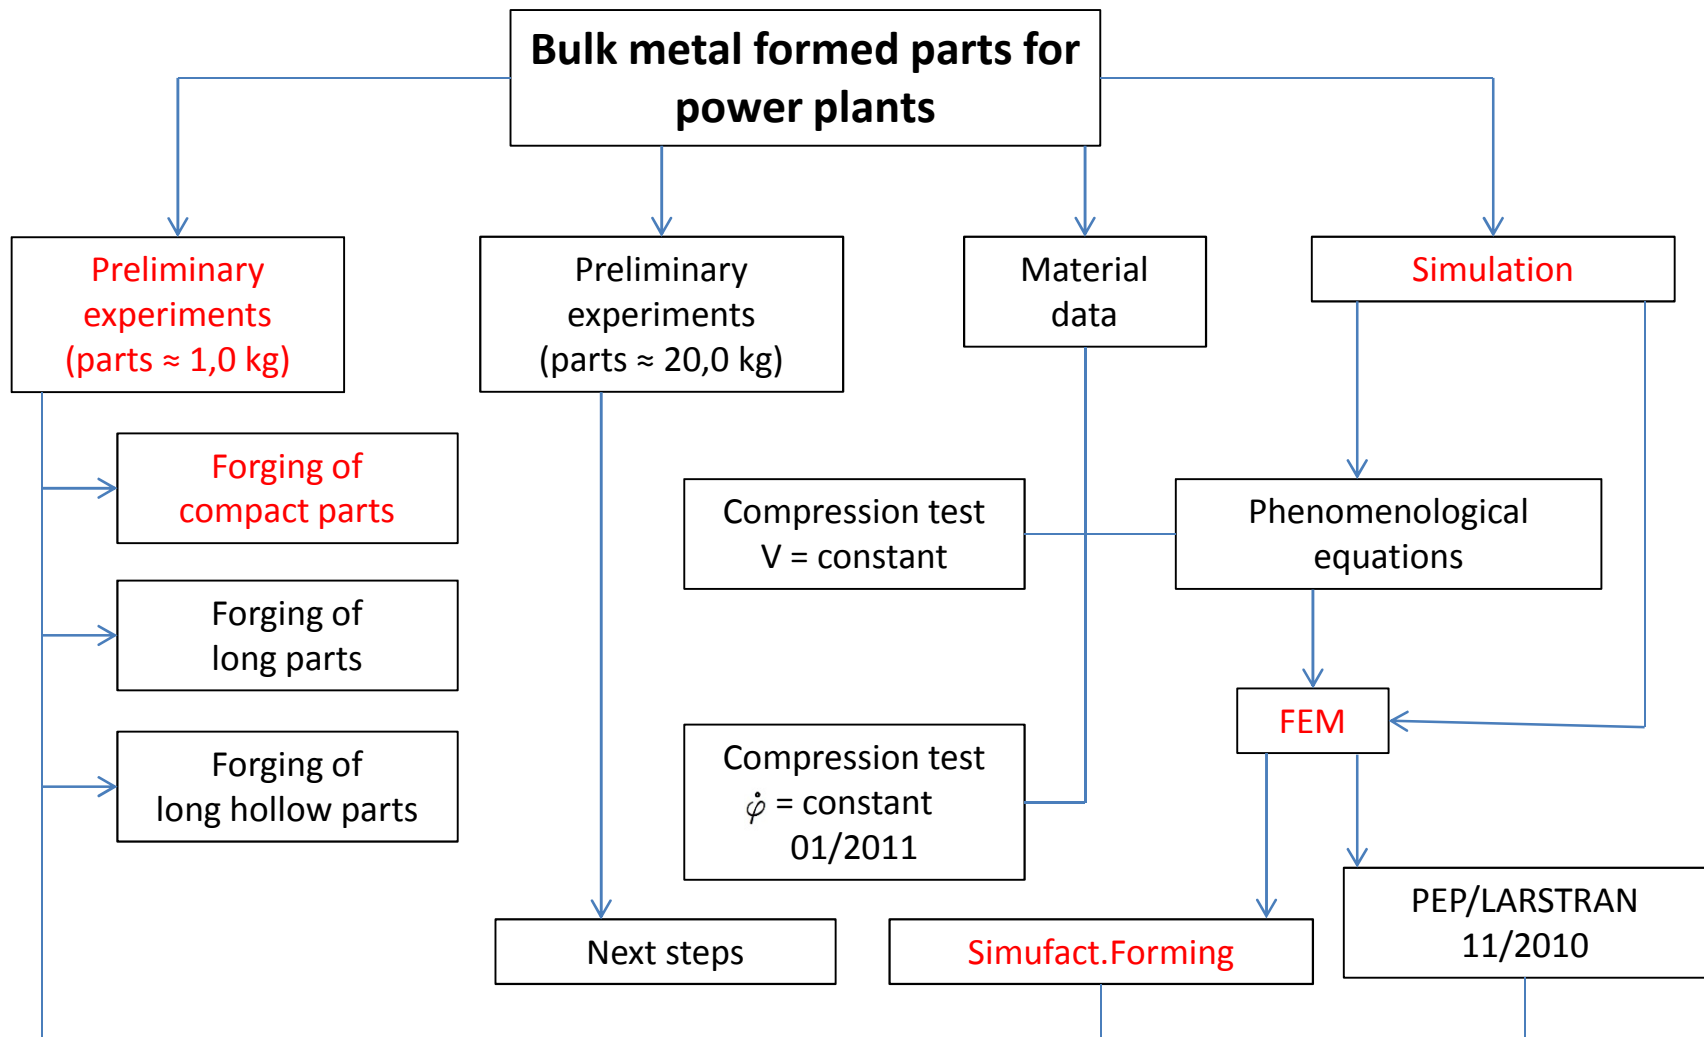 Bulk metal formed parts for
power plants
Preliminary
experiments
(parts ≈ 1,0 kg)
Preliminary
experiments
(parts ≈ 20,0 kg)
Material
data
Simulation
Forging of
compact parts
Forging of
long parts
Forging of
long hollow parts
Compression test
V = constant
Phenomenological
equations
FEM
Compression test
φ̇ = constant
01/2011
Next steps
Simufact.Forming
PEP/LARSTRAN
11/2010